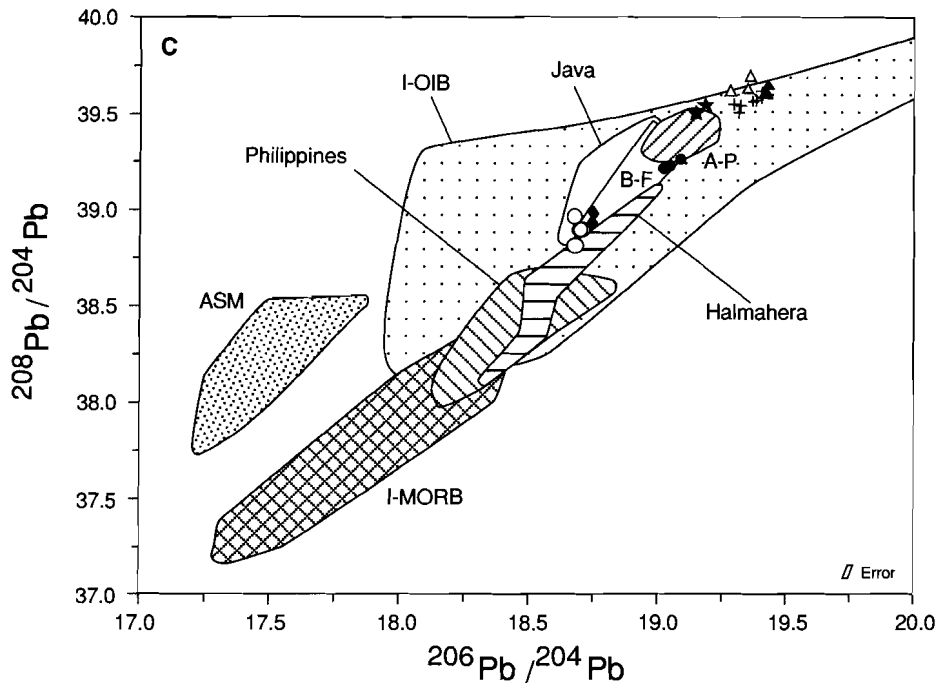 C
40.0
39.5
39.0
38.5
38.0
37.5
37.0
208Pb/204Pb
I-OIB
Java
Philippines
A-P
B-F
ASM
Halmahera
I-MORB
Error
17.0 17.5 18.0 18.5 19.0 19.5 20.0
206Pb/204Pb